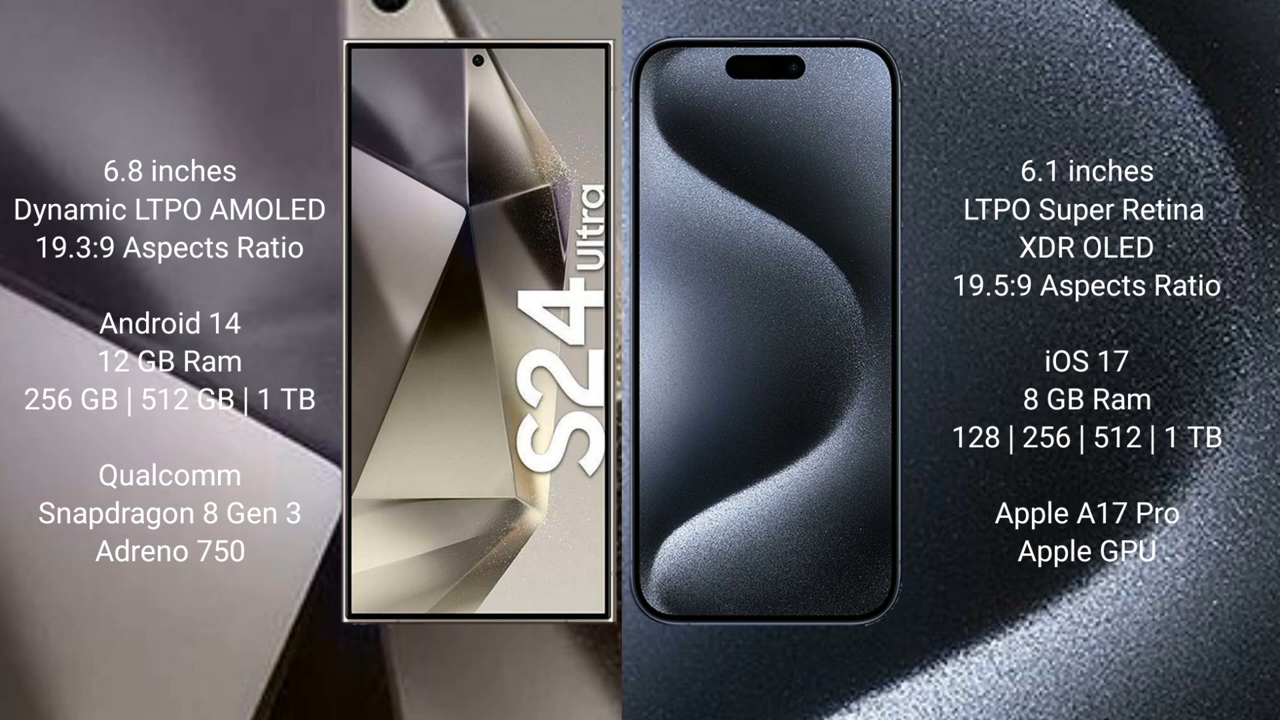 6.8 inches
Dynamic LTPO AMOLED
19.3:9 Aspects Ratio
Android 14
12 GB Ram
256 GB | 512 GB | 1 TB
Qualcomm
Snapdragon 8 Gen 3
Adreno 750
S24 ultra
6.1 inches
LTPO Super Retina
XDR OLED
19.5:9 Aspects Ratio
iOS 17
8 GB Ram
128 | 256 | 512 | 1 TB
Apple A17 Pro
Apple GPU